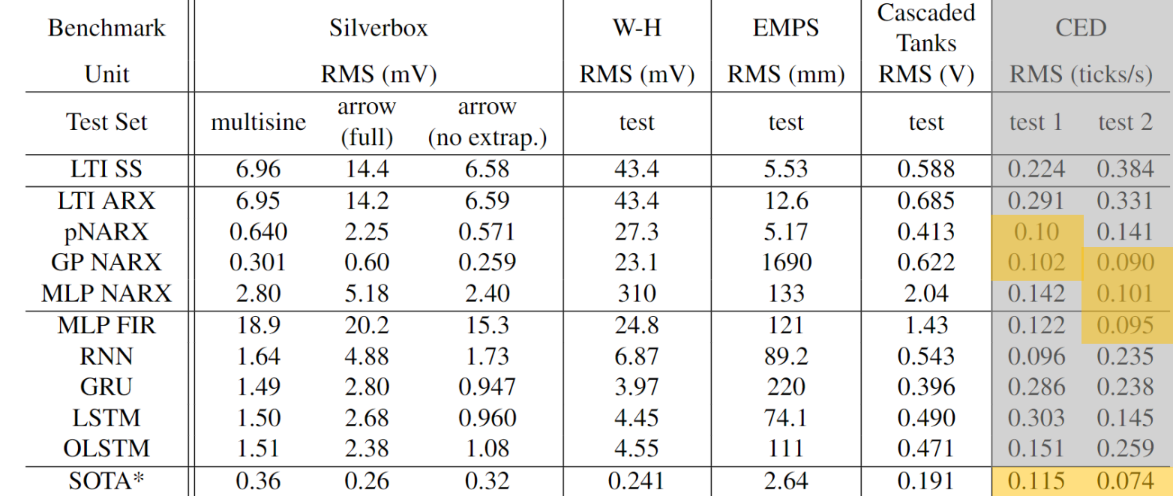 Benchmark Silverbox W-H EMPS Cascaded Tanks CED
Unit RMS (mV) RMS (mV) RMS (mm) RMS (V) RMS (ticks/s)
Test Set multisine arrow (full) arrow (no extrap.) test test test test 1 test 2
LTI SS 6.96 14.4 6.58 43.4 5.53 0.588 0.224 0.384
LTI ARX 6.95 14.2 6.59 43.4 12.6 0.685 0.291 0.331
pNARX 0.640 2.25 0.571 27.3 5.17 0.413 0.10 0.141
GP NARX 0.301 0.60 0.259 23.1 1690 0.622 0.102 0.090
MLP NARX 2.80 5.18 2.40 310 133 2.04 0.142 0.101
MLP FIR 18.9 20.2 15.3 24.8 121 1.43 0.122 0.095
RNN 1.64 4.88 1.73 6.87 89.2 0.543 0.096 0.235
GRU 1.49 2.80 0.947 3.97 220 0.396 0.286 0.238
LSTM 1.50 2.68 0.960 4.45 74.1 0.490 0.303 0.145
OLSTM 1.51 2.38 1.08 4.55 111 0.471 0.151 0.259
SOTA* 0.36 0.26 0.32 0.241 2.64 0.191 0.115 0.074